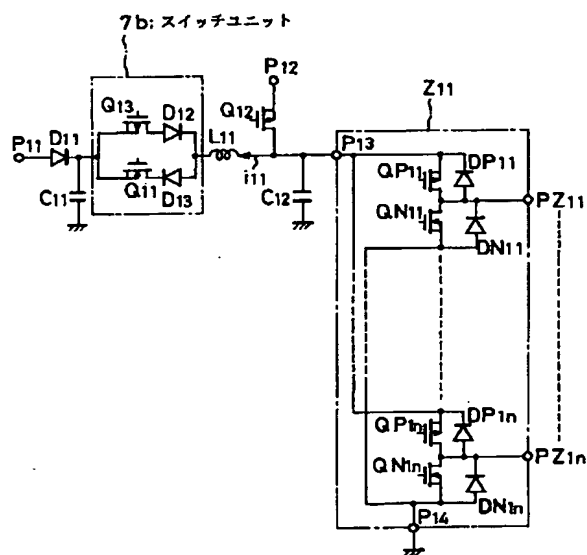 7b: スイッチユニット
P12
Z11
Q13
D12
Q12
P11
D11
L11
P13
DP11
QP11
i11
C11
Q11
D13
C12
QN11
PZ11
DN11
DP1n
QP1n
QN1n
PZ1n
DN1n
P14